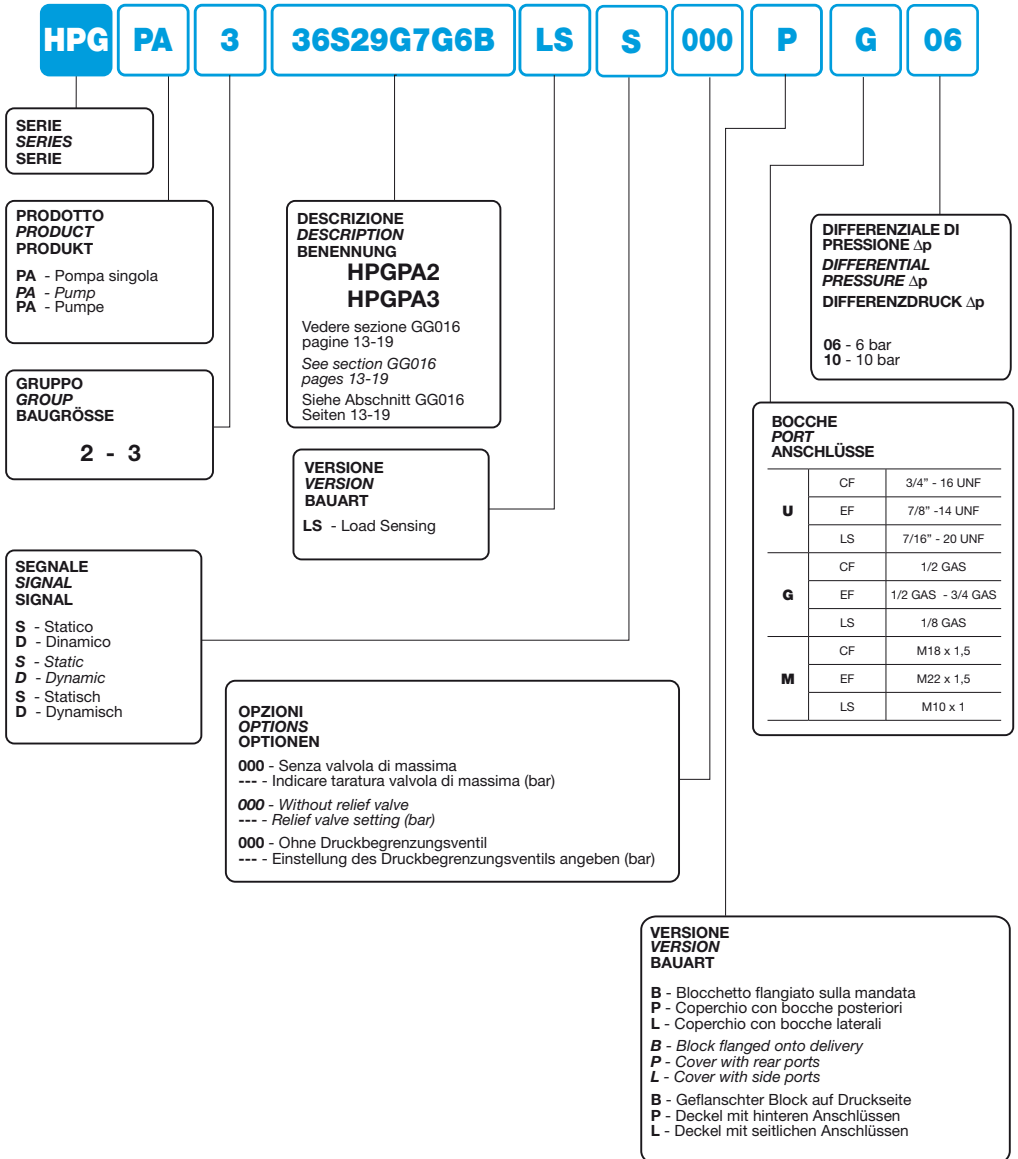 HPG PA 3 36S29G7G6B LS S 000 P G 06
SERIE
SERIES
SERIE
PRODOTTO
PRODUCT
PRODUKT
PA - Pompa singola
PA - Pump
PA - Pumpe
GRUPPO
GROUP
BAUGRÖSSE
2 - 3
DESCRIZIONE
DESCRIPTION
BENENNUNG
HPGPA2
HPGPA3
Vedere sezione GG016
pagine 13-19
See section GG016
pages 13-19
Siehe Abschnitt GG016
Seiten 13-19
VERSIONE
VERSION
BAUART
LS - Load Sensing
SEGNALE
SIGNAL
SIGNAL
S - Statico
D - Dinamico
S - Static
D - Dynamic
S - Statisch
D - Dynamisch
OPZIONI
OPTIONS
OPTIONEN
000 - Senza valvola di massima
--- - Indicare taratura valvola di massima (bar)
000 - Without relief valve
--- - Relief valve setting (bar)
000 - Ohne Druckbegrenzungsventil
--- - Einstellung des Druckbegrenzungsventils angeben (bar)
DIFFERENZIALE DI
PRESSIONE Δp
DIFFERENTIAL
PRESSURE Δp
DIFFERENZDRUCK Δp
06 - 6 bar
10 - 10 bar
BOCCHE
PORT
ANSCHLÜSSE
CF 3/4” - 16 UNF
U EF 7/8” -14 UNF
LS 7/16” - 20 UNF
CF 1/2 GAS
G EF 1/2 GAS - 3/4 GAS
LS 1/8 GAS
CF M18 x 1,5
M EF M22 x 1,5
LS M10 x 1
VERSIONE
VERSION
BAUART
B - Blocchetto flangiato sulla mandata
P - Coperchio con bocche posteriori
L - Coperchio con bocche laterali
B - Block flanged onto delivery
P - Cover with rear ports
L - Cover with side ports
B - Geflanschter Block auf Druckseite
P - Deckel mit hinteren Anschlüssen
L - Deckel mit seitlichen Anschlüssen